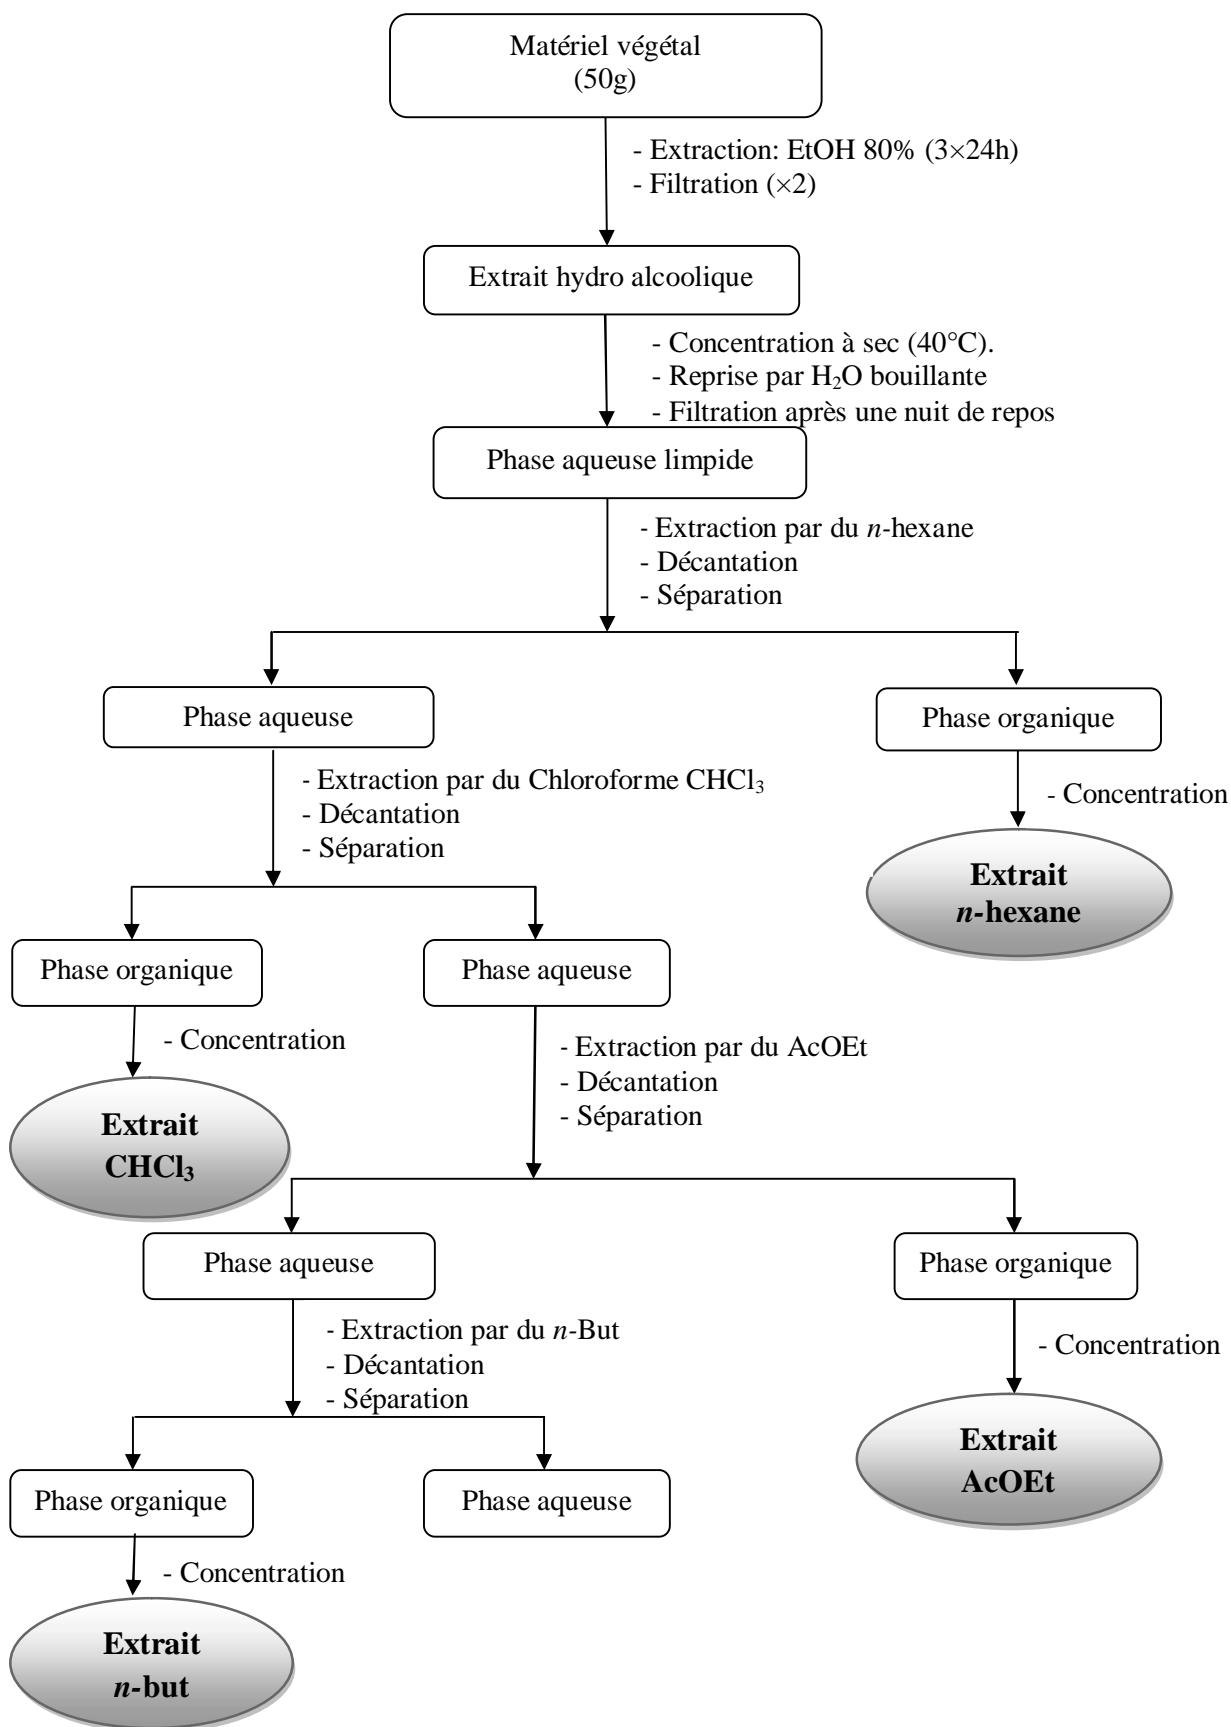 Matériel végétal
(50g)
- Extraction: EtOH 80% (3×24h)
- Filtration (×2)
Extrait hydro alcoolique
- Concentration à sec (40°C).
- Reprise par H₂O bouillante
- Filtration après une nuit de repos
Phase aqueuse limpide
- Extraction par du n-hexane
- Décantation
- Séparation
Phase aqueuse
Phase organique
- Extraction par du Chloroforme CHCl₃
- Décantation
- Séparation
- Concentration
Extrait
n-hexane
Phase organique
Phase aqueuse
- Concentration
- Extraction par du AcOEt
- Décantation
- Séparation
Extrait
CHCl₃
Phase aqueuse
Phase organique
- Extraction par du n-But
- Décantation
- Séparation
- Concentration
Extrait
AcOEt
Phase organique
Phase aqueuse
- Concentration
Extrait
n-but